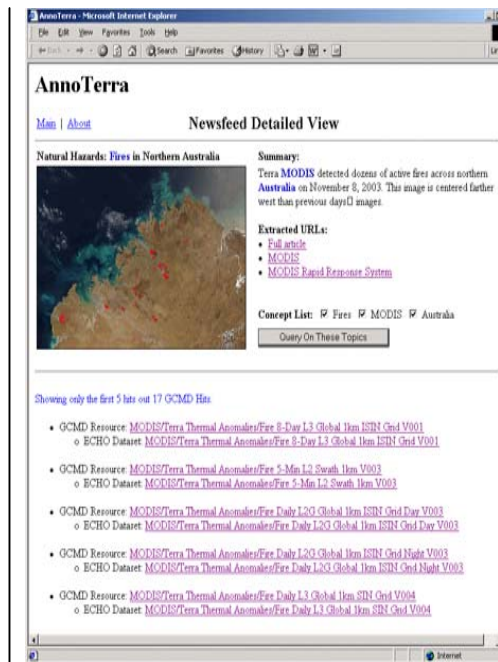 AnnoTerra - Microsoft Internet Explorer
File Edit View Favorites Tools Help
Back Search Favorites History
AnnoTerra
Main | About
Newsfeed Detailed View
Natural Hazards: Fires in Northern Australia
Summary:
Terra MODIS detected dozens of active fires across northern
Australia on November 8, 2003. This image is centered farther
west than previous days□ images.
Extracted URLs:
• Full article
• MODIS
• MODIS Rapid Response System
Concept List: ☑ Fires ☑ MODIS ☑ Australia
Query On These Topics
Showing only the first 5 hits out 17 GCMD Hits
• GCMD Resource: MODIS/Terra Thermal Anomalies/Fire 8-Day L3 Global 1km ISIN Grid V001
o ECHO Dataset: MODIS/Terra Thermal Anomalies/Fire 8-Day L3 Global 1km ISIN Grid V001
• GCMD Resource: MODIS/Terra Thermal Anomalies/Fire 5-Min L2 Swath 1km V003
o ECHO Dataset: MODIS/Terra Thermal Anomalies/Fire 5-Min L2 Swath 1km V003
• GCMD Resource: MODIS/Terra Thermal Anomalies/Fire Daily L2G Global 1km ISIN Grid Day V003
o ECHO Dataset: MODIS/Terra Thermal Anomalies/Fire Daily L2G Global 1km ISIN Grid Day V003
• GCMD Resource: MODIS/Terra Thermal Anomalies/Fire Daily L2G Global 1km ISIN Grid Night V003
o ECHO Dataset: MODIS/Terra Thermal Anomalies/Fire Daily L2G Global 1km ISIN Grid Night V003
• GCMD Resource: MODIS/Terra Thermal Anomalies/Fire Daily L3 Global 1km SIN Grid V004
o ECHO Dataset: MODIS/Terra Thermal Anomalies/Fire Daily L3 Global 1km SIN Grid V004
Internet